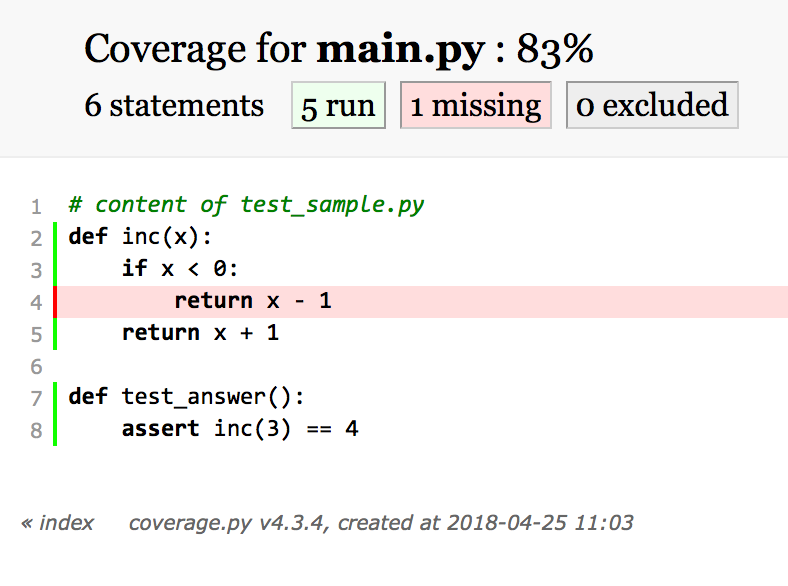 Coverage for main.py : 83%
6 statements 5 run 1 missing 0 excluded
1 # content of test_sample.py
2 def inc(x):
3     if x < 0:
4         return x - 1
5     return x + 1
6
7 def test_answer():
8     assert inc(3) == 4
« index coverage.py v4.3.4, created at 2018-04-25 11:03